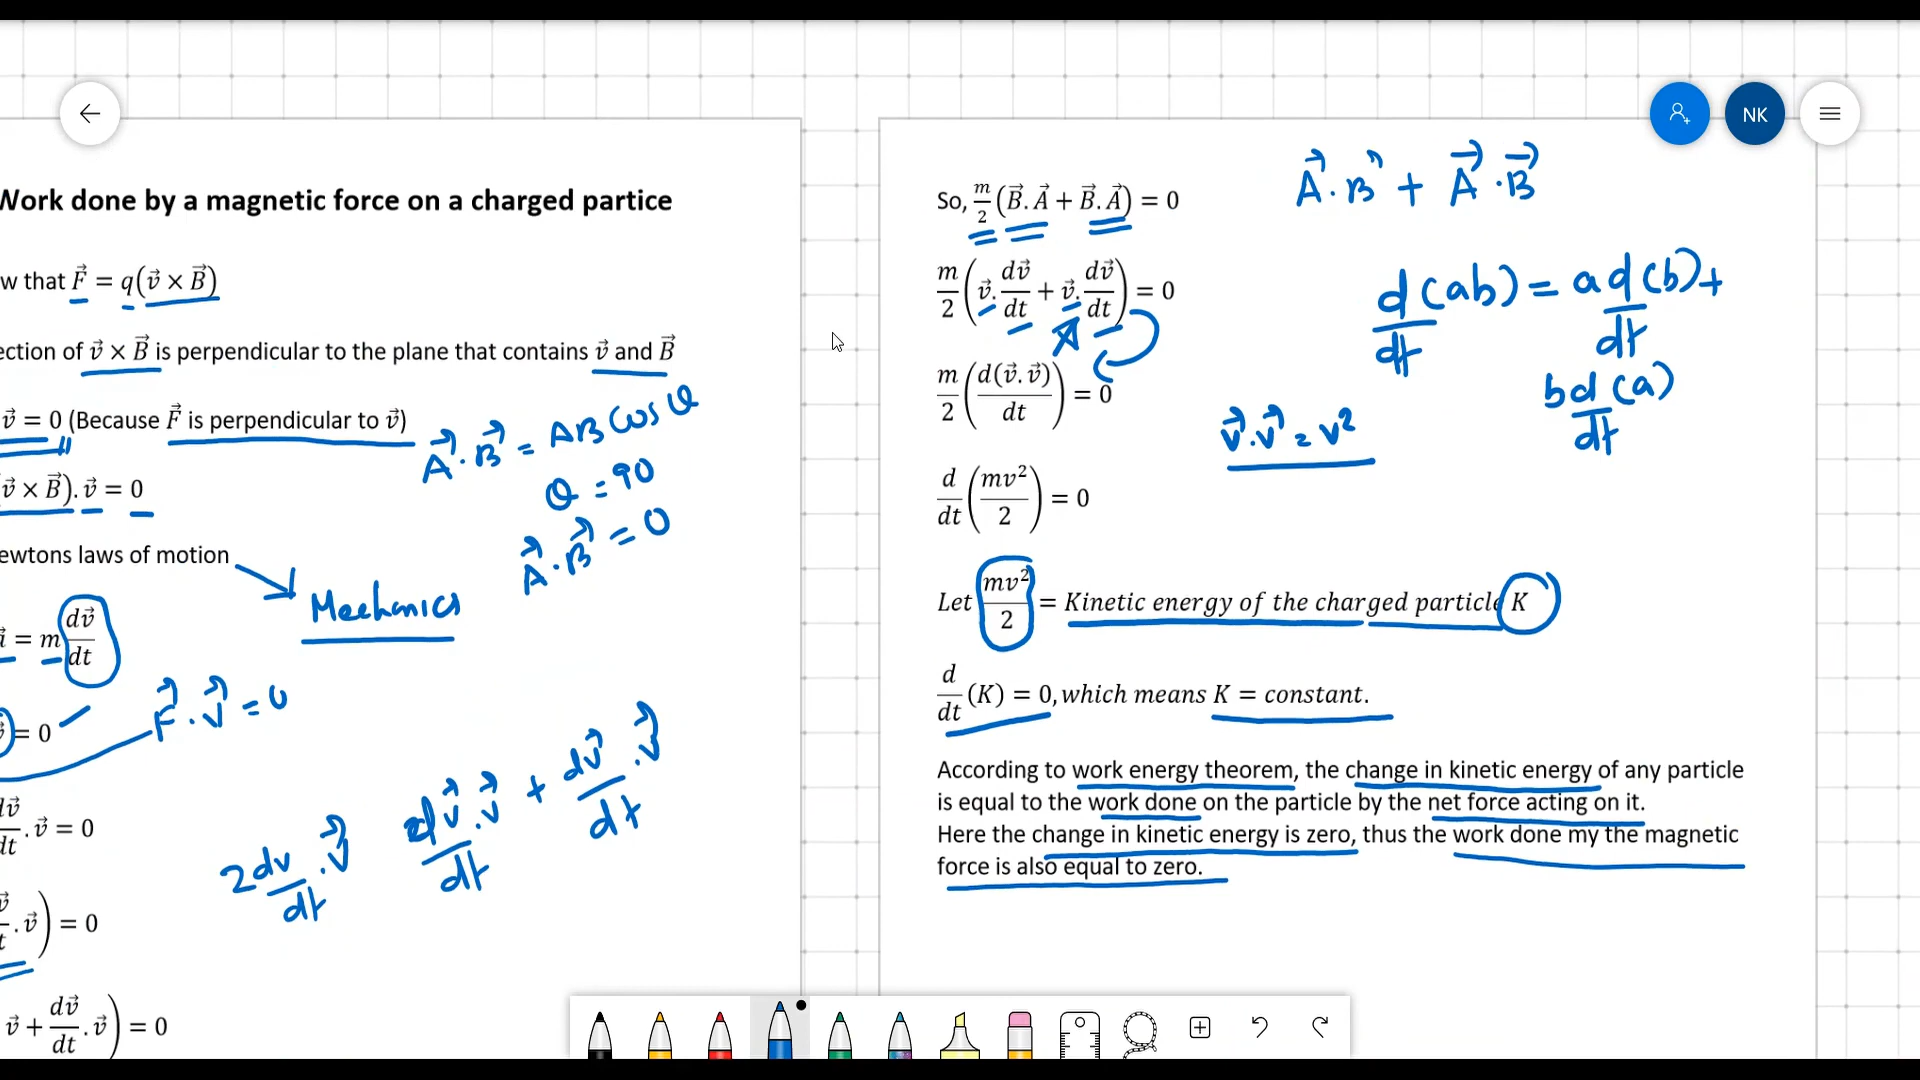 NK
Work done by a magnetic force on a charged partice
w that F⃗ = q(v⃗ × B⃗)
ection of v⃗ × B⃗ is perpendicular to the plane that contains v⃗ and B⃗
v⃗ = 0 (Because F⃗ is perpendicular to v⃗)
A⃗.B⃗ = AB Cos θ
v⃗ × B⃗).v⃗ = 0
θ = 90
A⃗.B⃗ = 0
ewtons laws of motion
Mechanics
= m dv⃗/dt
F⃗.v⃗ = 0
= 0
dv⃗/dt . v⃗ = 0
2dv/dt . v⃗
dv⃗/dt . v⃗ + dv⃗/dt . v⃗
. v⃗) = 0
v⃗ + dv⃗/dt . v⃗) = 0
So, m/2 (B⃗.A⃗ + B⃗.A⃗) = 0
A⃗.B⃗ + A⃗.B⃗
m/2 (v⃗. dv⃗/dt + v⃗. dv⃗/dt) = 0
d/dt (ab) = a d/dt (b) +
b d/dt (a)
m/2 (d(v⃗.v⃗)/dt) = 0
v⃗.v⃗ = v²
d/dt (mv²/2) = 0
Let mv²/2 = Kinetic energy of the charged particle K
d/dt (K) = 0, which means K = constant.
According to work energy theorem, the change in kinetic energy of any particle
is equal to the work done on the particle by the net force acting on it.
Here the change in kinetic energy is zero, thus the work done my the magnetic
force is also equal to zero.